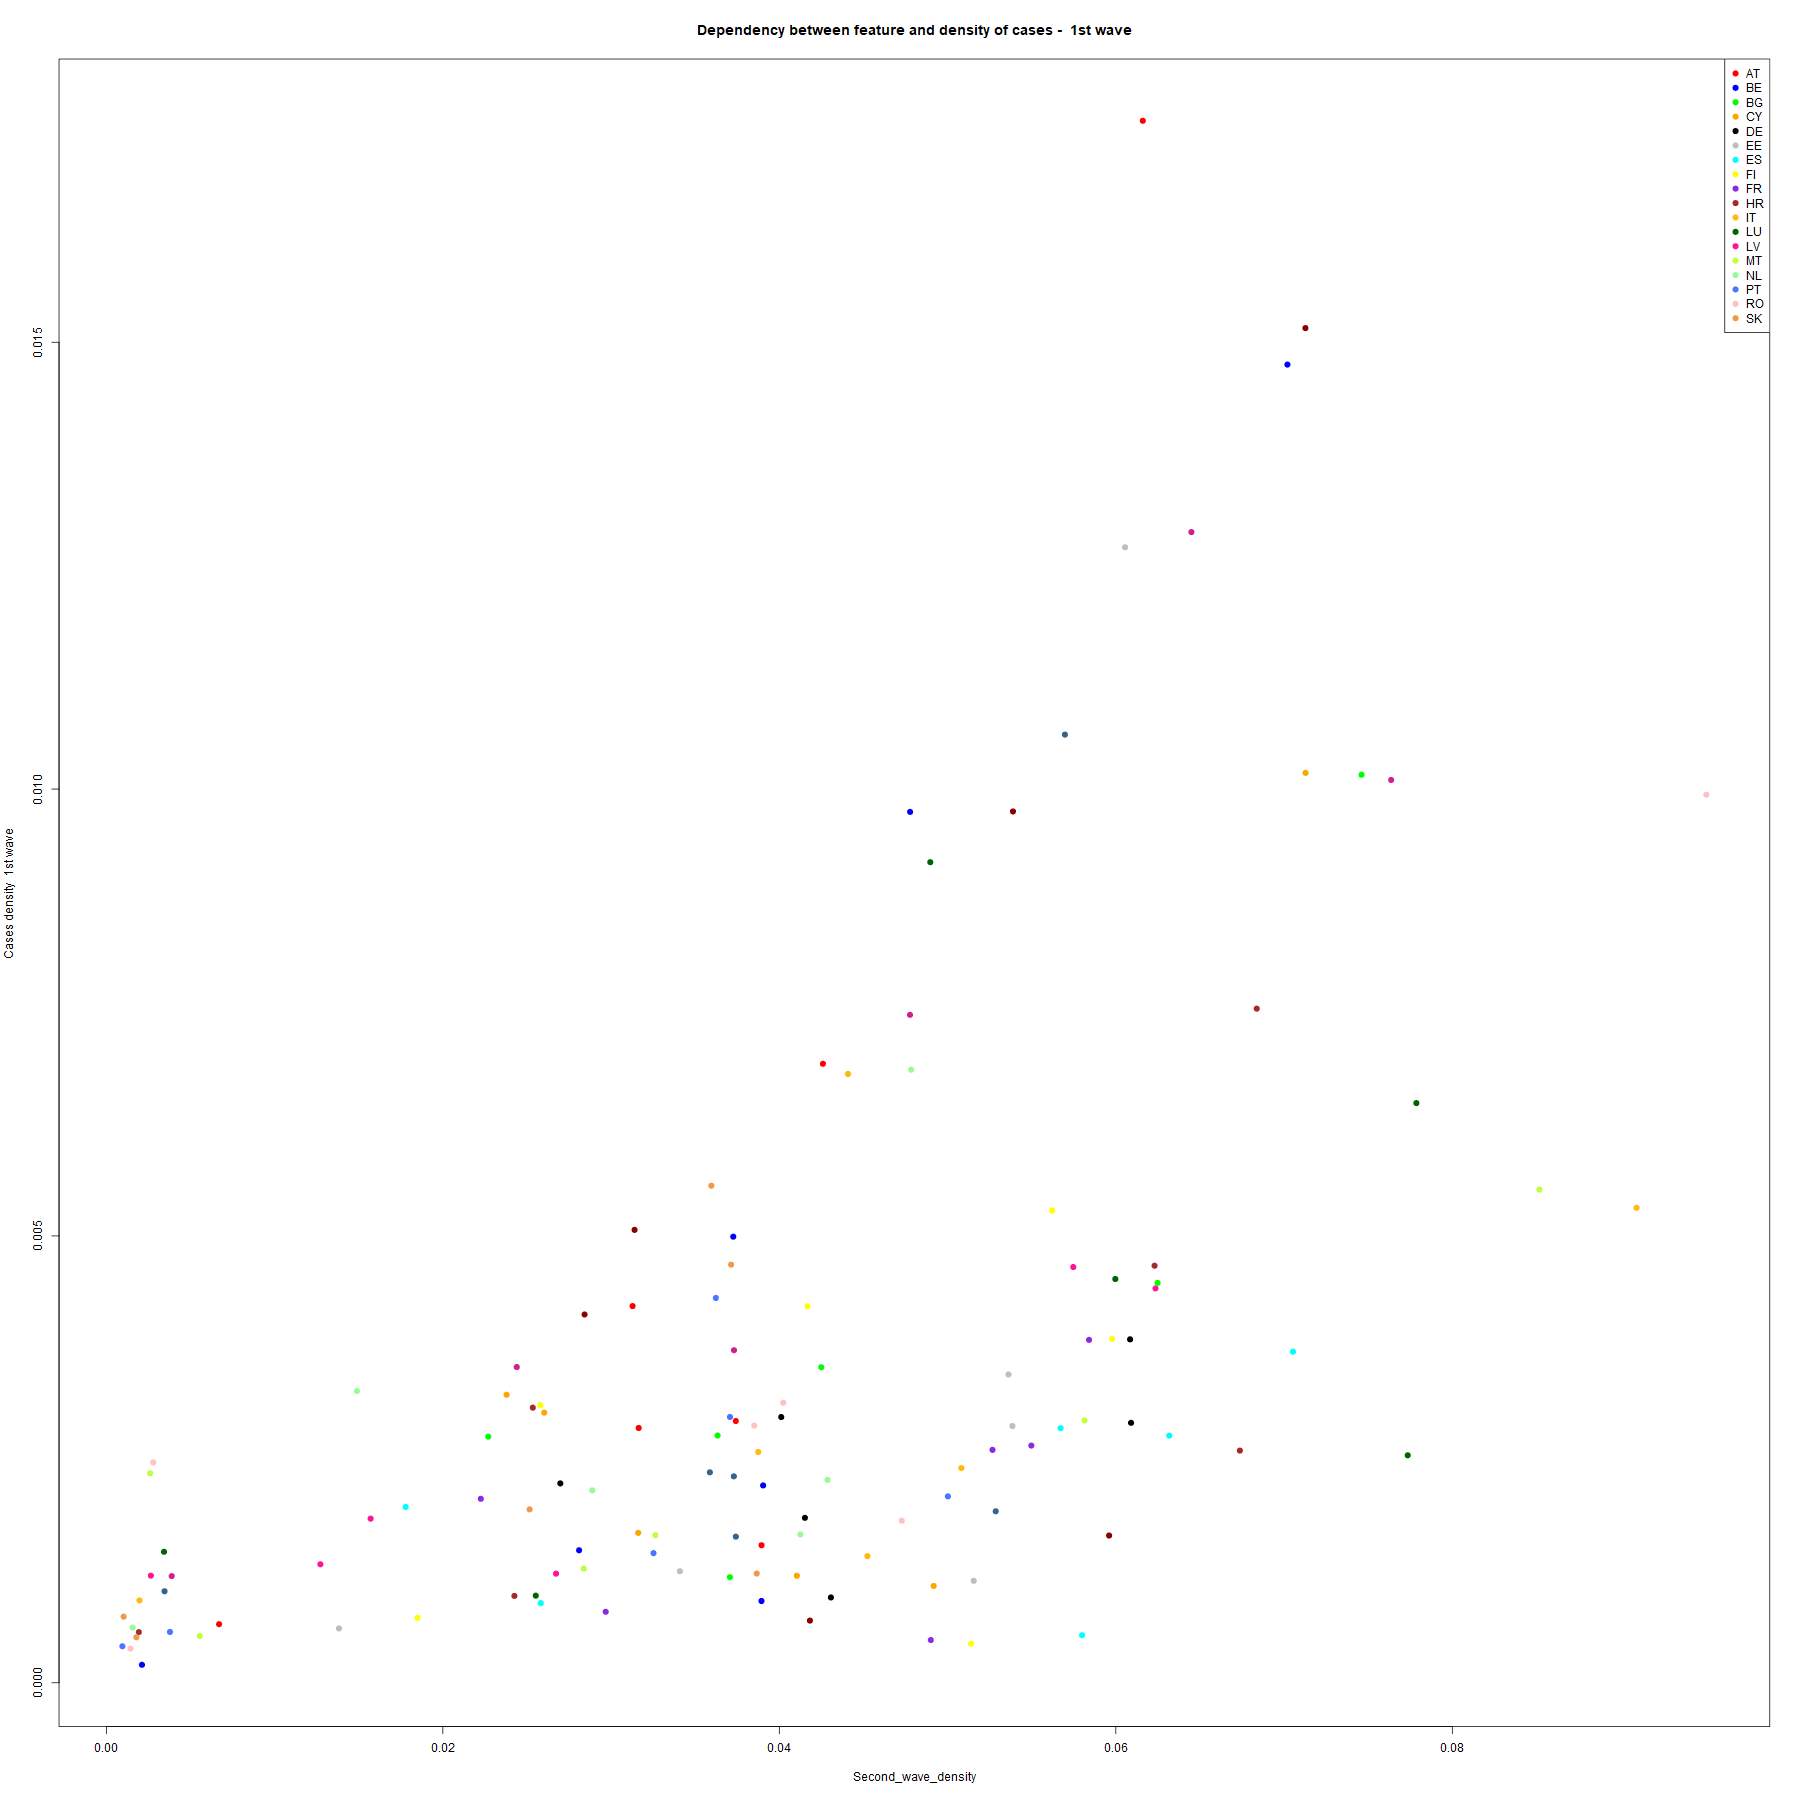 Dependency between feature and density of cases - 1st wave
AT
BE
BG
CY
DE
EE
ES
FI
FR
HR
IT
LU
LV
MT
NL
PT
RO
SK
0.015
0.010
0.005
0.000
Cases density 1st wave
0.00 0.02 0.04 0.06 0.08
Second_wave_density